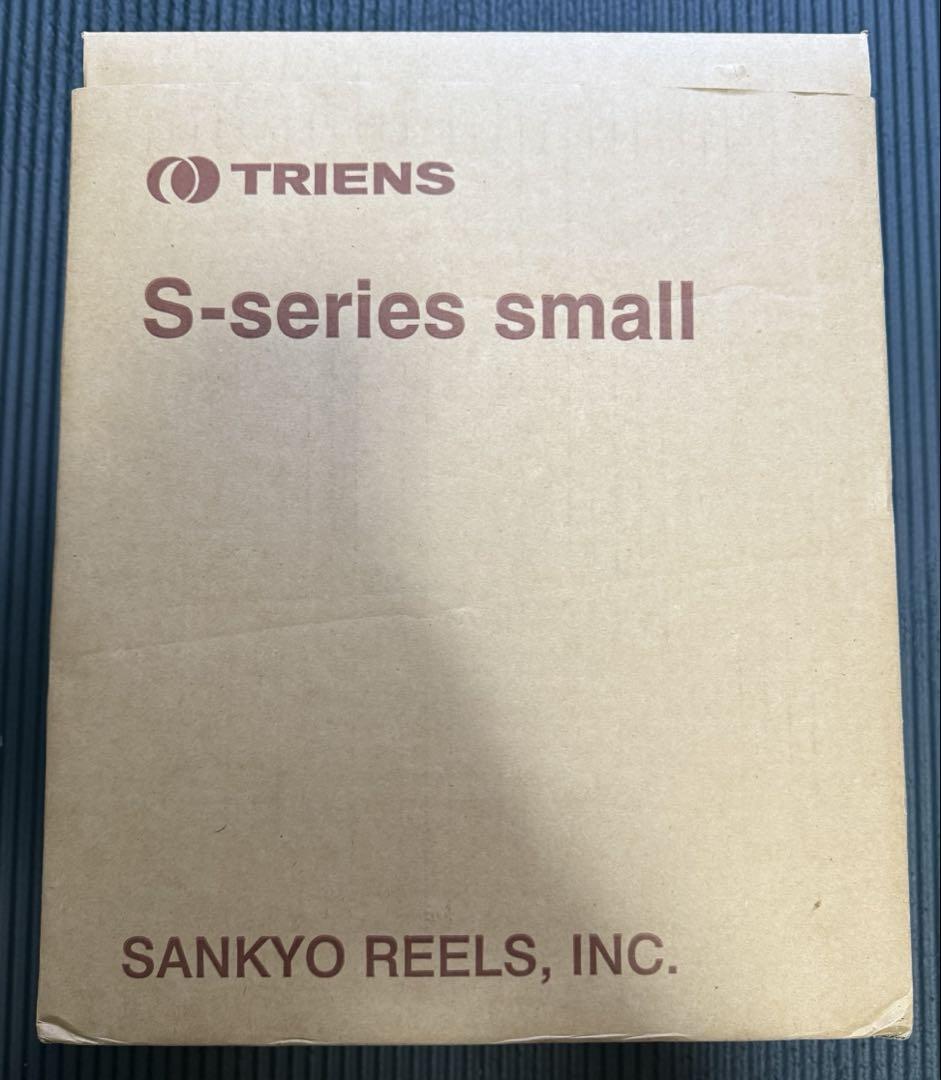 TRIENS
S-series small
SANKYO REELS, INC.